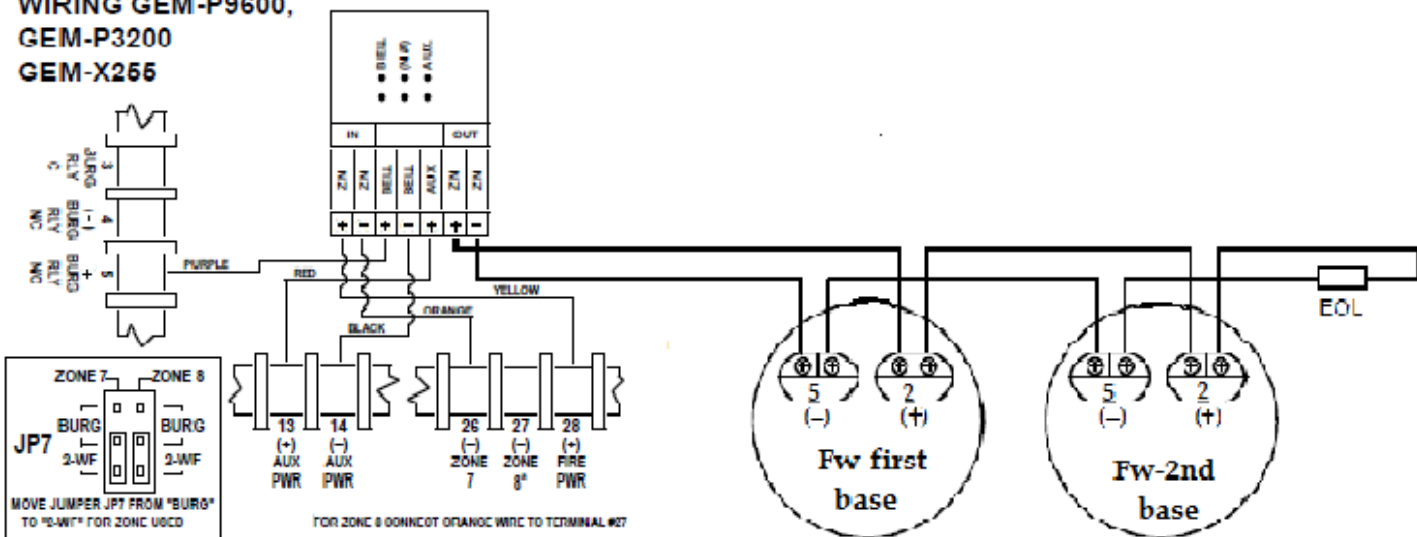 WIRING GEM-P9600,
GEM-P3200
GEM-X255
BELL
AUX
IN
OUT
ZN
ZN
BELL
BELL
AUX
ZN
ZN
+
-
+
-
+
+
-
3
BURG
RLY
C
4
(-)
BURG
RLY
N/C
5
+
BURG
RLY
N/C
PURPLE
RED
YELLOW
ORANGE
BLACK
EOL
5
(-)
2
(+)
Fw first
base
5
(-)
2
(+)
Fw-2nd
base
ZONE 7
ZONE 8
BURG
BURG
JP7
2-WF
2-WF
MOVE JUMPER JP7 FROM "BURG"
TO "2-WF" FOR ZONE USED
13
(+)
AUX
PWR
14
(-)
AUX
PWR
26
(-)
ZONE
7
27
(-)
ZONE
8*
28
(+)
FIRE
PWR
FOR ZONE 8 CONNECT ORANGE WIRE TO TERMINAL #27